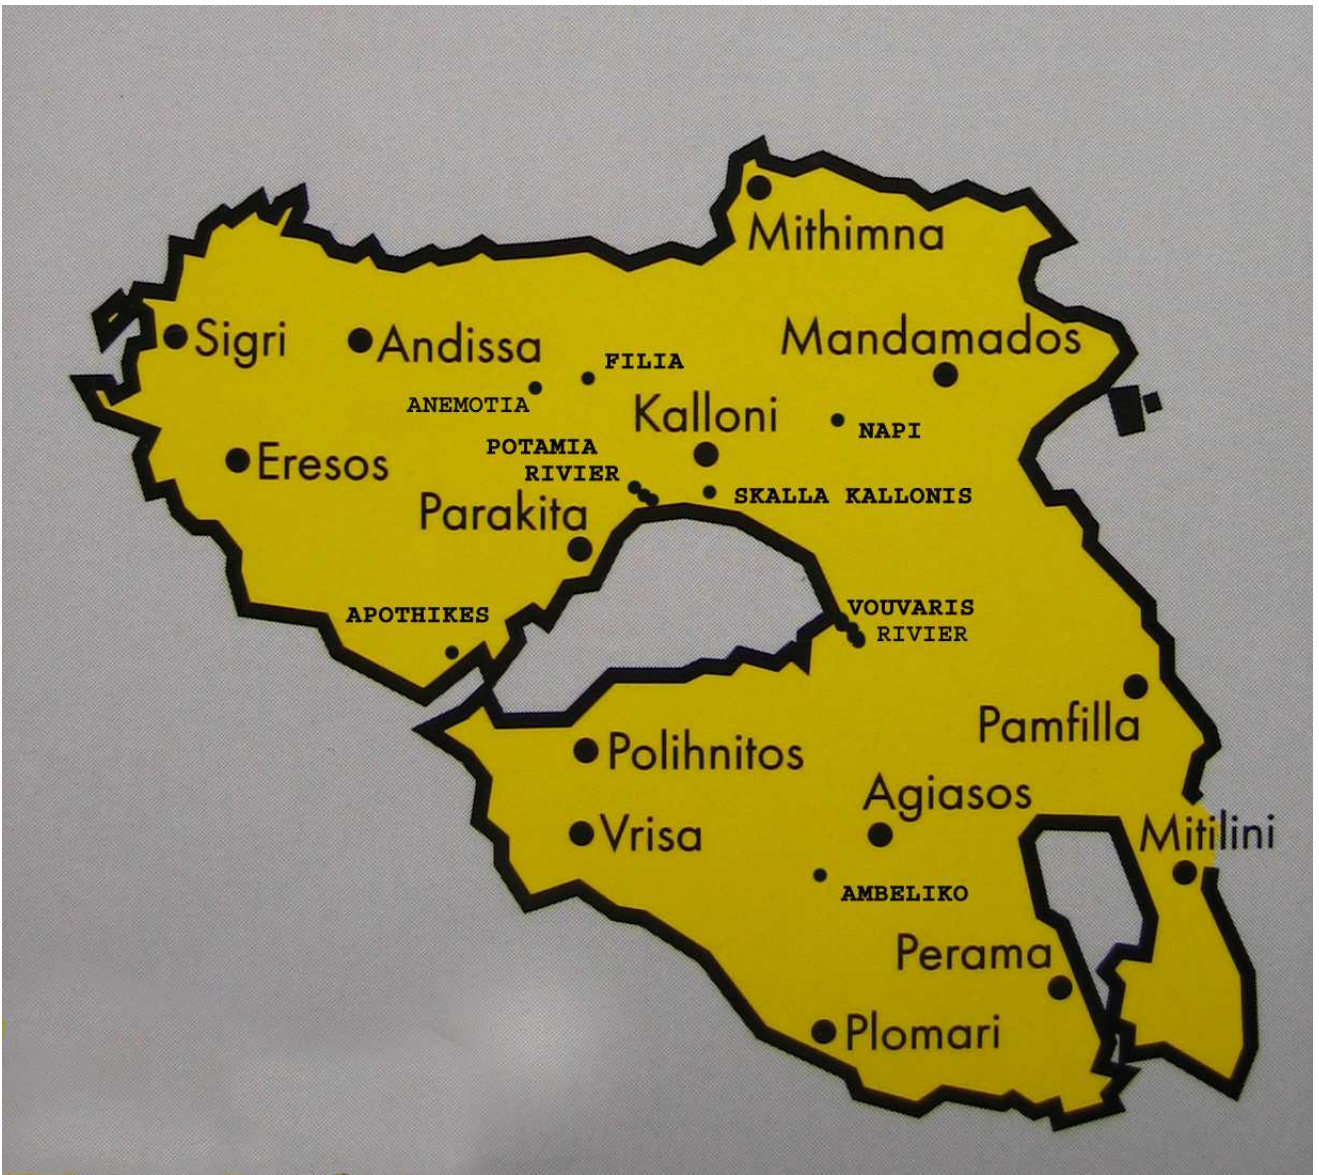 Mithimna
Sigri
Andissa
Mandamados
FILIA
ANEMOTIA
Kalloni
NAPI
POTAMIA
RIVIER
Eresos
SKALLA KALLONIS
Parakita
APOTHIKES
VOUVARIS
RIVIER
Pamfilla
Polihnitos
Agiasos
Vrisa
Mitilini
AMBELIKO
Perama
Plomari